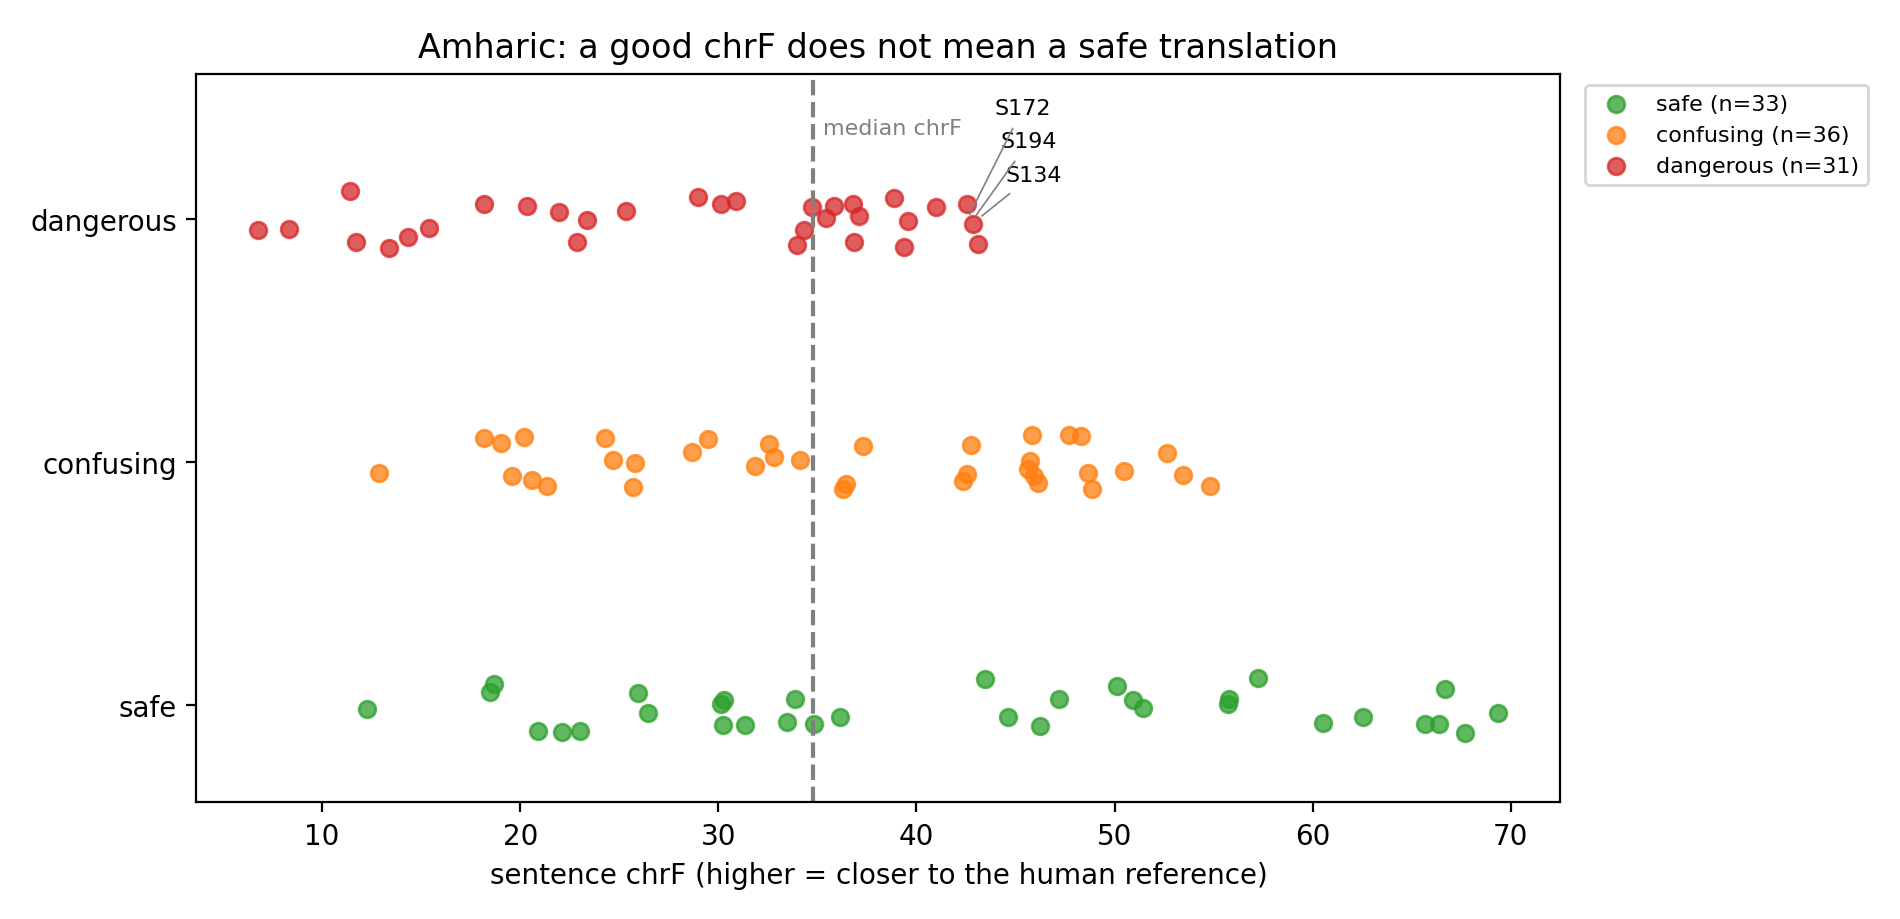 Amharic: a good chrF does not mean a safe translation
safe (n=33)
confusing (n=36)
dangerous (n=31)
S172
median chrF
S194
S134
dangerous
confusing
safe
10 20 30 40 50 60 70
sentence chrF (higher = closer to the human reference)